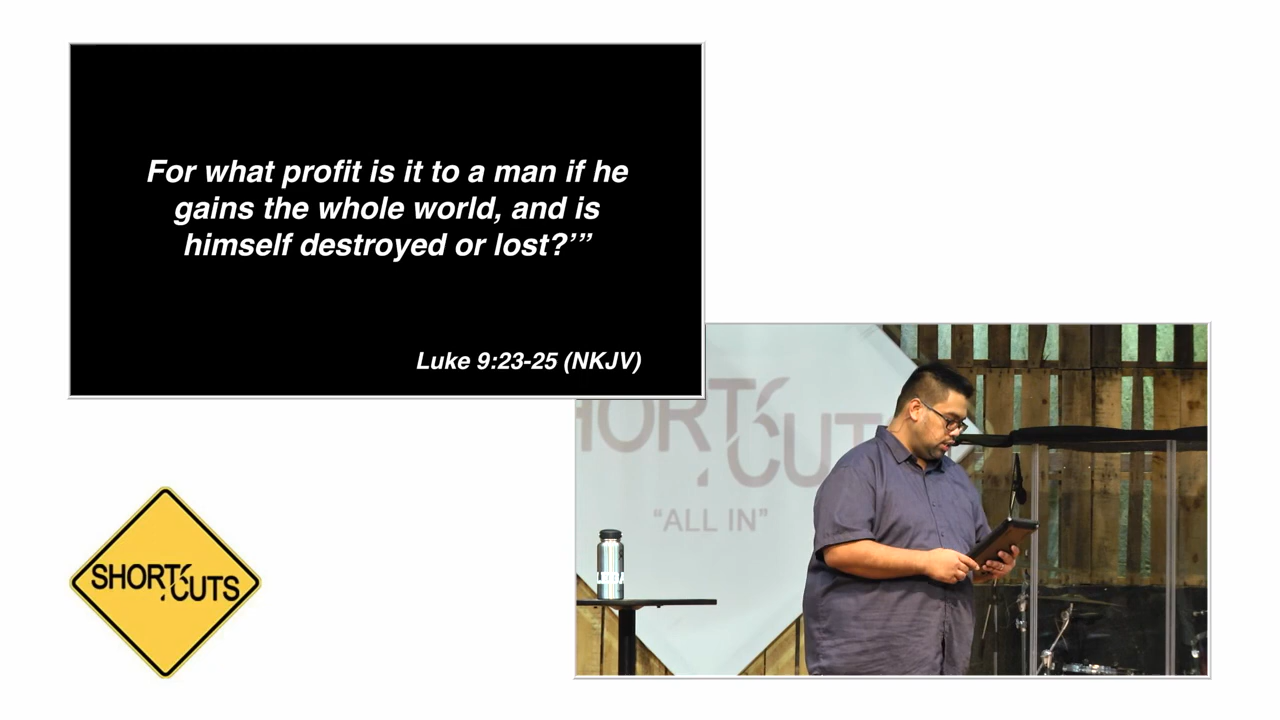 For what profit is it to a man if he
gains the whole world, and is
himself destroyed or lost?’”
Luke 9:23-25 (NKJV)
SHORTCUTS
“ALL IN”
SHORTCUTS